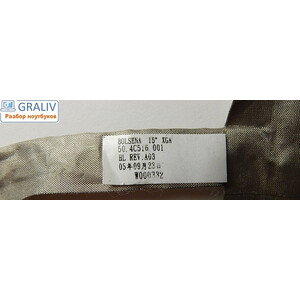 GRALIV
Разбор ноутбуков
BOLSENA 15" XGA
50.4C516.001
HL REV:A03
05年09月23日
W000332